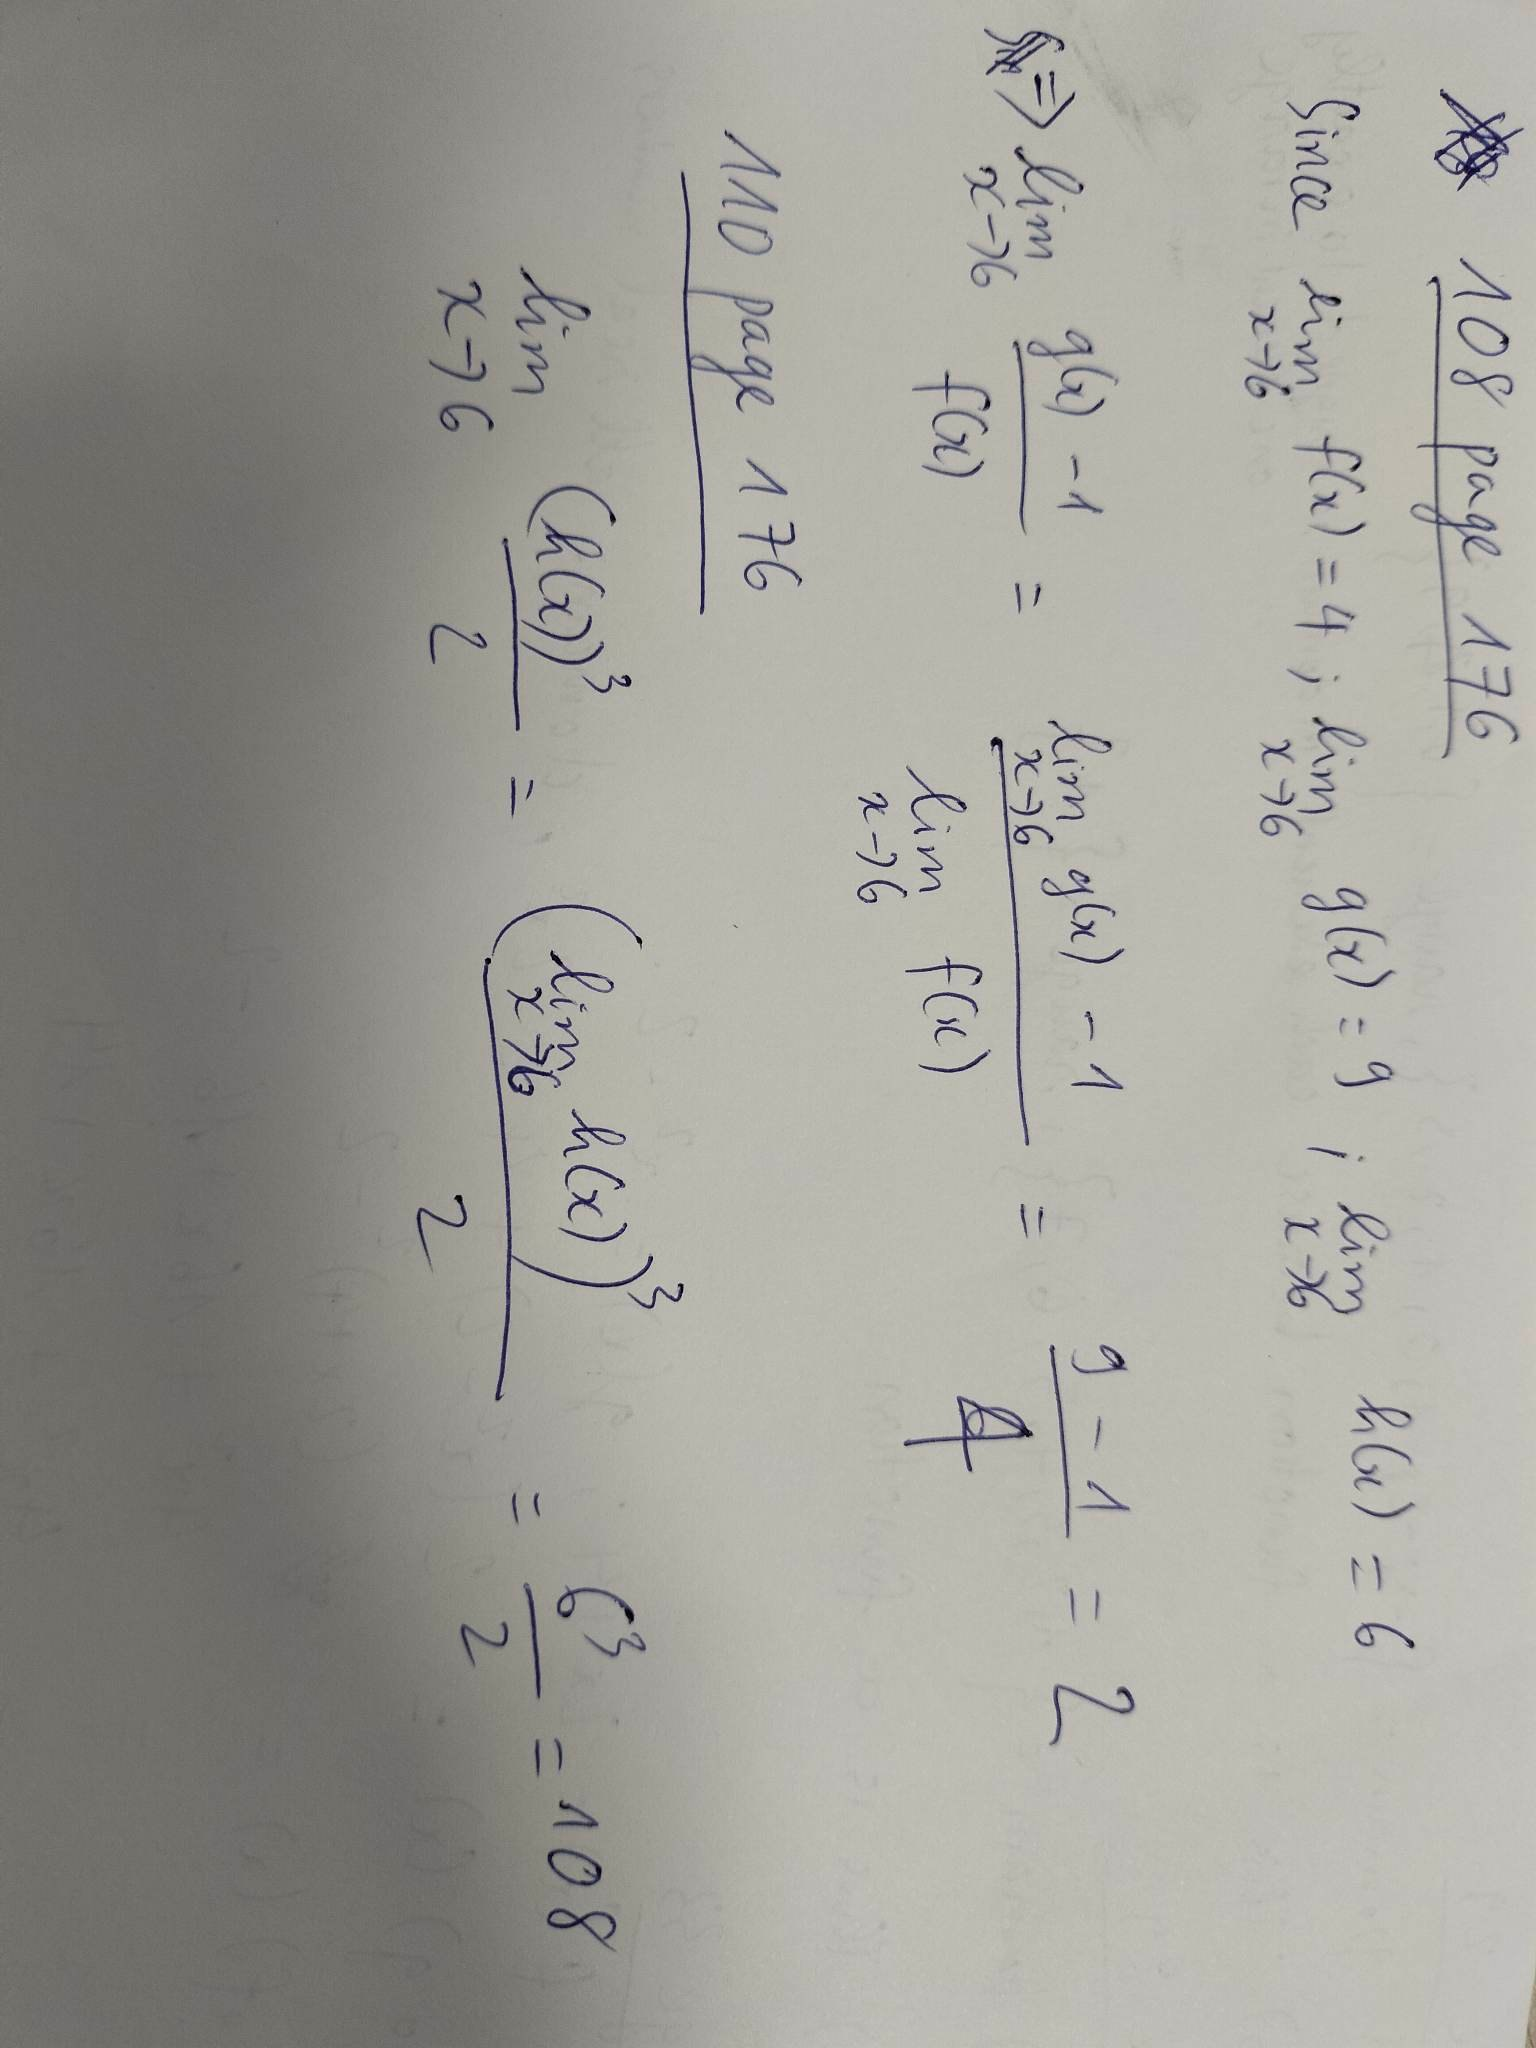 108 page 176
Since lim x→6 f(x) = 4 ; lim x→6 g(x) = 9 ; lim x→6 h(x) = 6
=> lim x→6 (g(x) - 1)/f(x) = (lim x→6 g(x) - 1)/(lim x→6 f(x)) = (9 - 1)/4 = 2
110 page 176
lim x→6 (h(x))³/2 = (lim x→6 h(x))³/2 = 6³/2 = 108